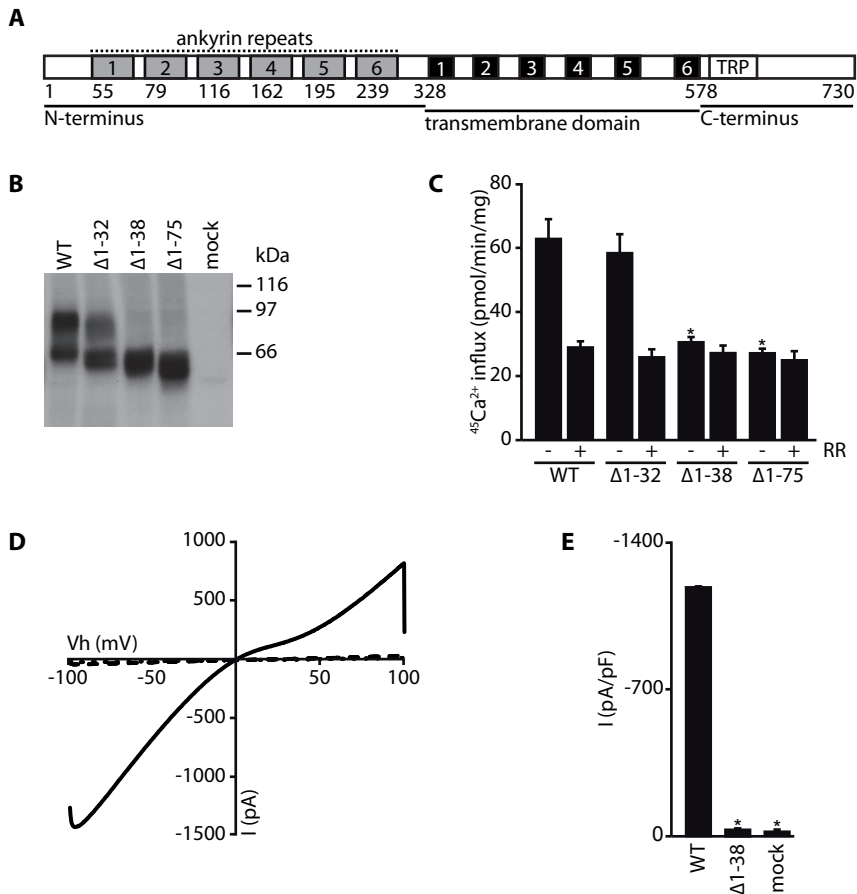 A
ankyrin repeats
1 2 3 4 5 6 1 2 3 4 5 6 TRP
1 55 79 116 162 195 239 328 578 730
N-terminus transmembrane domain C-terminus
B
WT Δ1-32 Δ1-38 Δ1-75 mock
kDa
116
97
66
C
⁴⁵Ca²⁺ influx (pmol/min/mg)
80
60
40
20
0
* *
- + - + - + - + RR
WT Δ1-32 Δ1-38 Δ1-75
D
1000
500
Vh (mV)
-100 -50 50 100
-500
-1000
-1500
I (pA)
E
I (pA/pF)
-1400
-700
0
* *
WT Δ1-38 mock